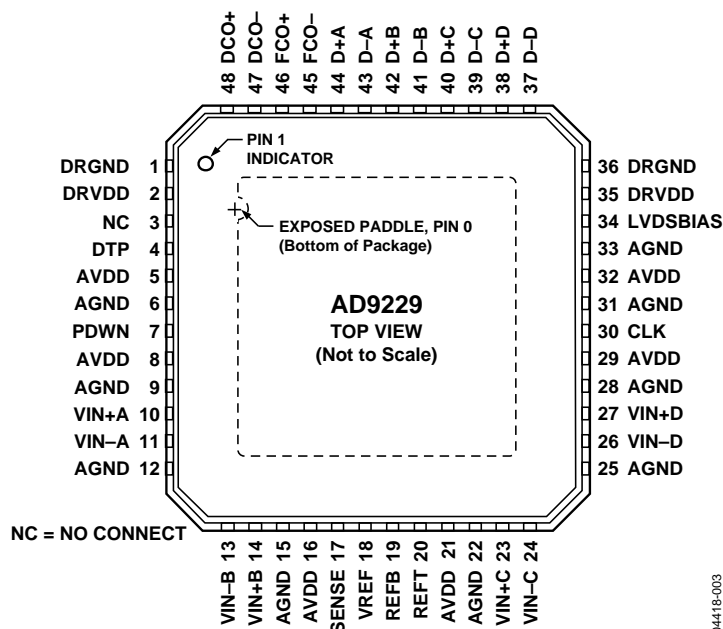 48 DCO+
47 DCO–
46 FCO+
45 FCO–
44 D+A
43 D–A
42 D+B
41 D–B
40 D+C
39 D–C
38 D+D
37 D–D
PIN 1
INDICATOR
EXPOSED PADDLE, PIN 0
(Bottom of Package)
AD9229
TOP VIEW
(Not to Scale)
DRGND 1
DRVDD 2
NC 3
DTP 4
AVDD 5
AGND 6
PDWN 7
AVDD 8
AGND 9
VIN+A 10
VIN–A 11
AGND 12
36 DRGND
35 DRVDD
34 LVDSBIAS
33 AGND
32 AVDD
31 AGND
30 CLK
29 AVDD
28 AGND
27 VIN+D
26 VIN–D
25 AGND
NC = NO CONNECT
VIN–B 13
VIN+B 14
AGND 15
AVDD 16
SENSE 17
VREF 18
REFB 19
REFT 20
AVDD 21
AGND 22
VIN+C 23
VIN–C 24
04418-003